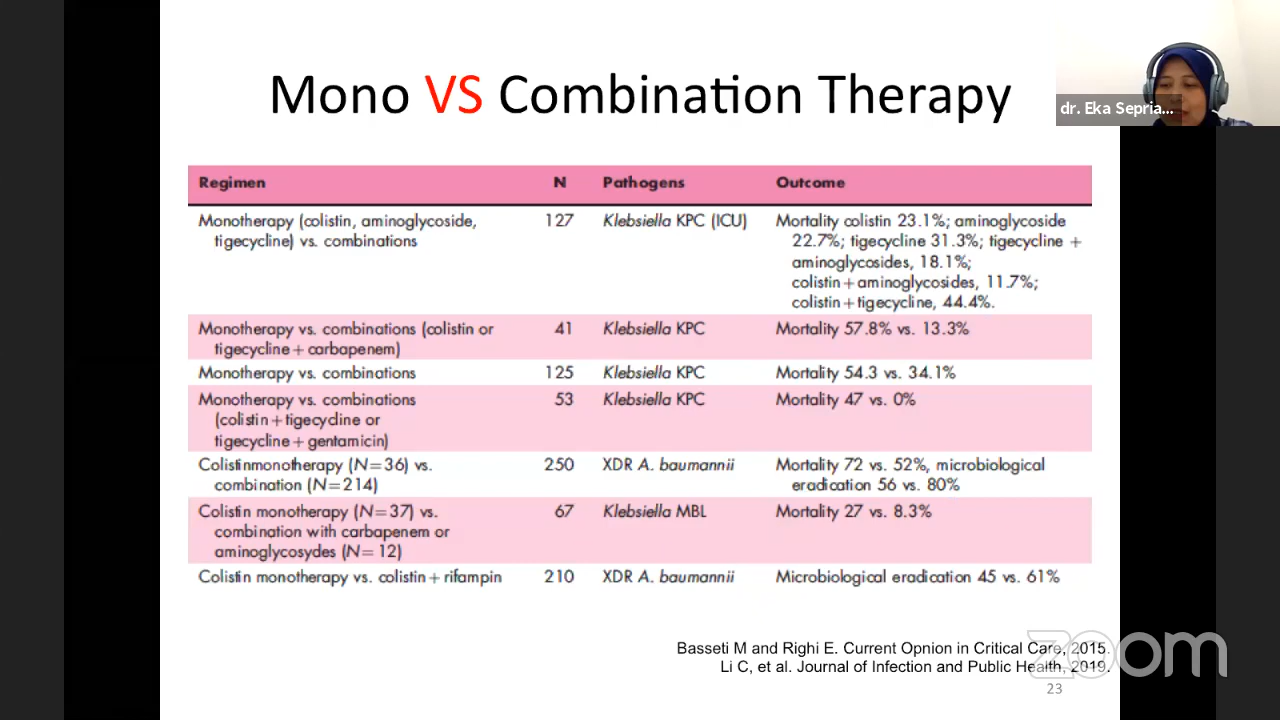 Mono VS Combination Therapy
dr. Eka Sepria...
Regimen N Pathogens Outcome
Monotherapy (colistin, aminoglycoside, 127 Klebsiella KPC (ICU) Mortality colistin 23.1%; aminoglycoside
tigecycline) vs. combinations 22.7%; tigecycline 31.3%; tigecycline +
aminoglycosides, 18.1%;
colistin+aminoglycosides, 11.7%;
colistin+tigecycline, 44.4%.
Monotherapy vs. combinations (colistin or 41 Klebsiella KPC Mortality 57.8% vs. 13.3%
tigecycline+carbapenem)
Monotherapy vs. combinations 125 Klebsiella KPC Mortality 54.3 vs. 34.1%
Monotherapy vs. combinations 53 Klebsiella KPC Mortality 47 vs. 0%
(colistin+tigecycline or
tigecycline+gentamicin)
Colistinmonotherapy (N=36) vs. 250 XDR A. baumannii Mortality 72 vs. 52%, microbiological
combination (N=214) eradication 56 vs. 80%
Colistin monotherapy (N=37) vs. 67 Klebsiella MBL Mortality 27 vs. 8.3%
combination with carbapenem or
aminoglycosydes (N=12)
Colistin monotherapy vs. colistin+rifampin 210 XDR A. baumannii Microbiological eradication 45 vs. 61%
Basseti M and Righi E. Current Opnion in Critical Care, 2015.
Li C, et al. Journal of Infection and Public Health, 2019.
zoom
23